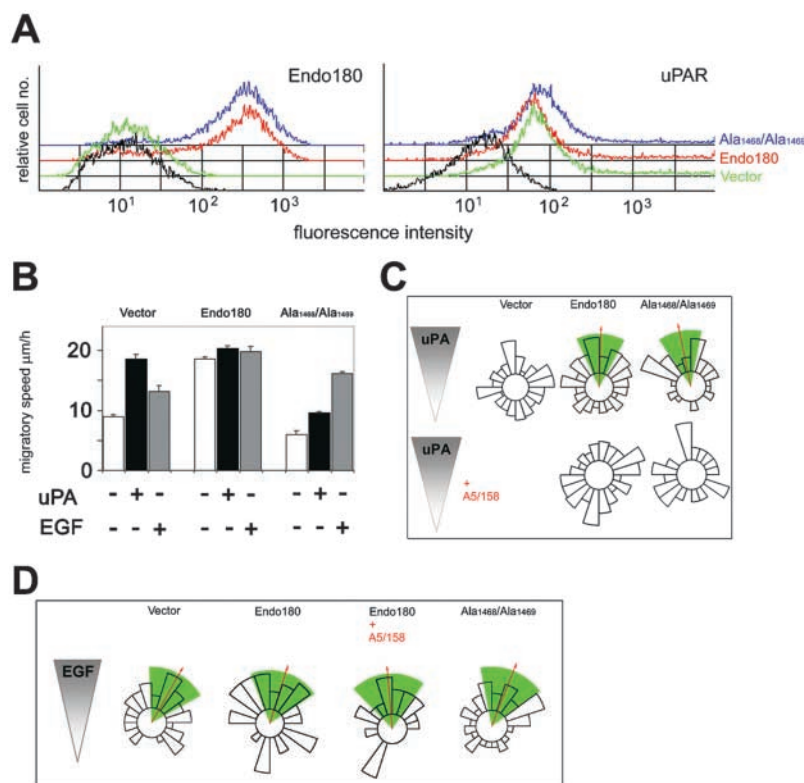 A
Endo180
uPAR
relative cell no.
Ala1468/Ala1469
Endo180
Vector
10¹ 10² 10³
10¹ 10² 10³
fluorescence intensity
B
Vector Endo180 Ala1468/Ala1469
migratory speed µm/h
20
10
0
uPA - + - - + - - + -
EGF - - + - - + - - +
C
Vector Endo180 Ala1468/Ala1469
uPA
uPA
+
A5/158
D
Vector Endo180 Endo180 Ala1468/Ala1469
+
A5/158
EGF